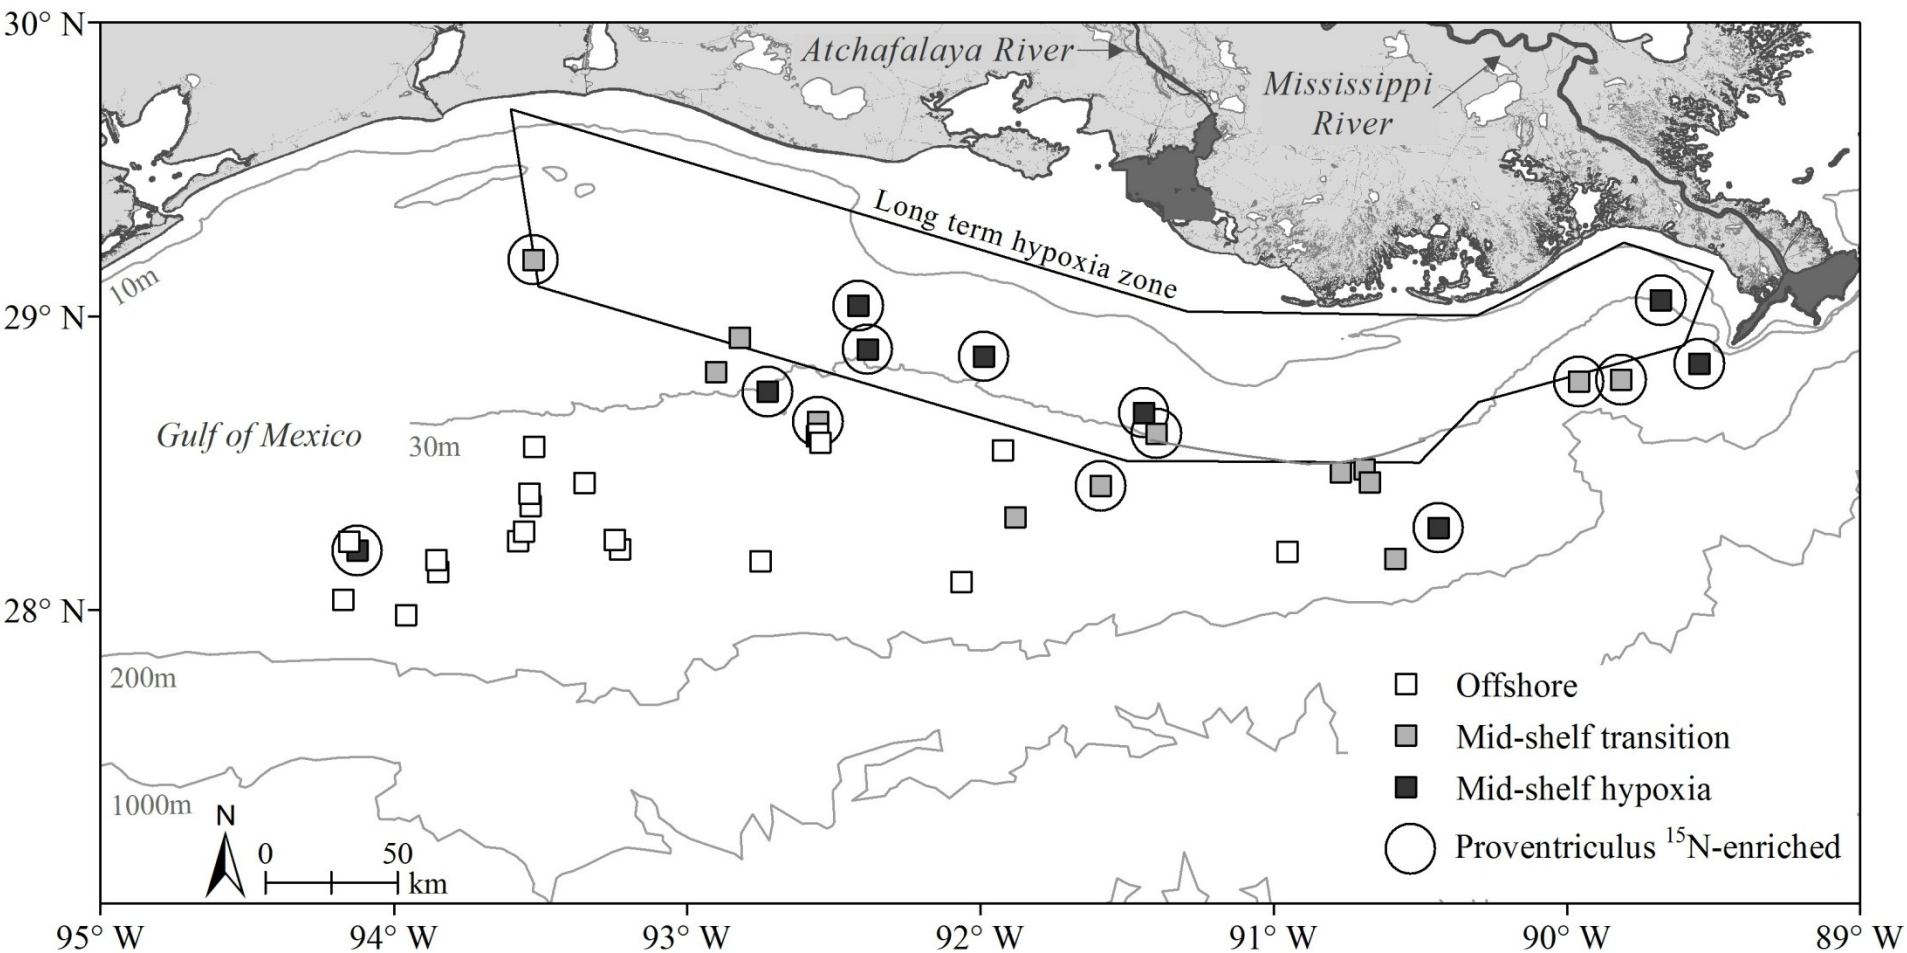 30° N
Atchafalaya River
Mississippi
River
Long term hypoxia zone
10m
29° N
Gulf of Mexico
30m
28° N
200m
Offshore
Mid-shelf transition
1000m
Mid-shelf hypoxia
N
0 50
km
Proventriculus ¹⁵N-enriched
95° W 94° W 93° W 92° W 91° W 90° W 89° W